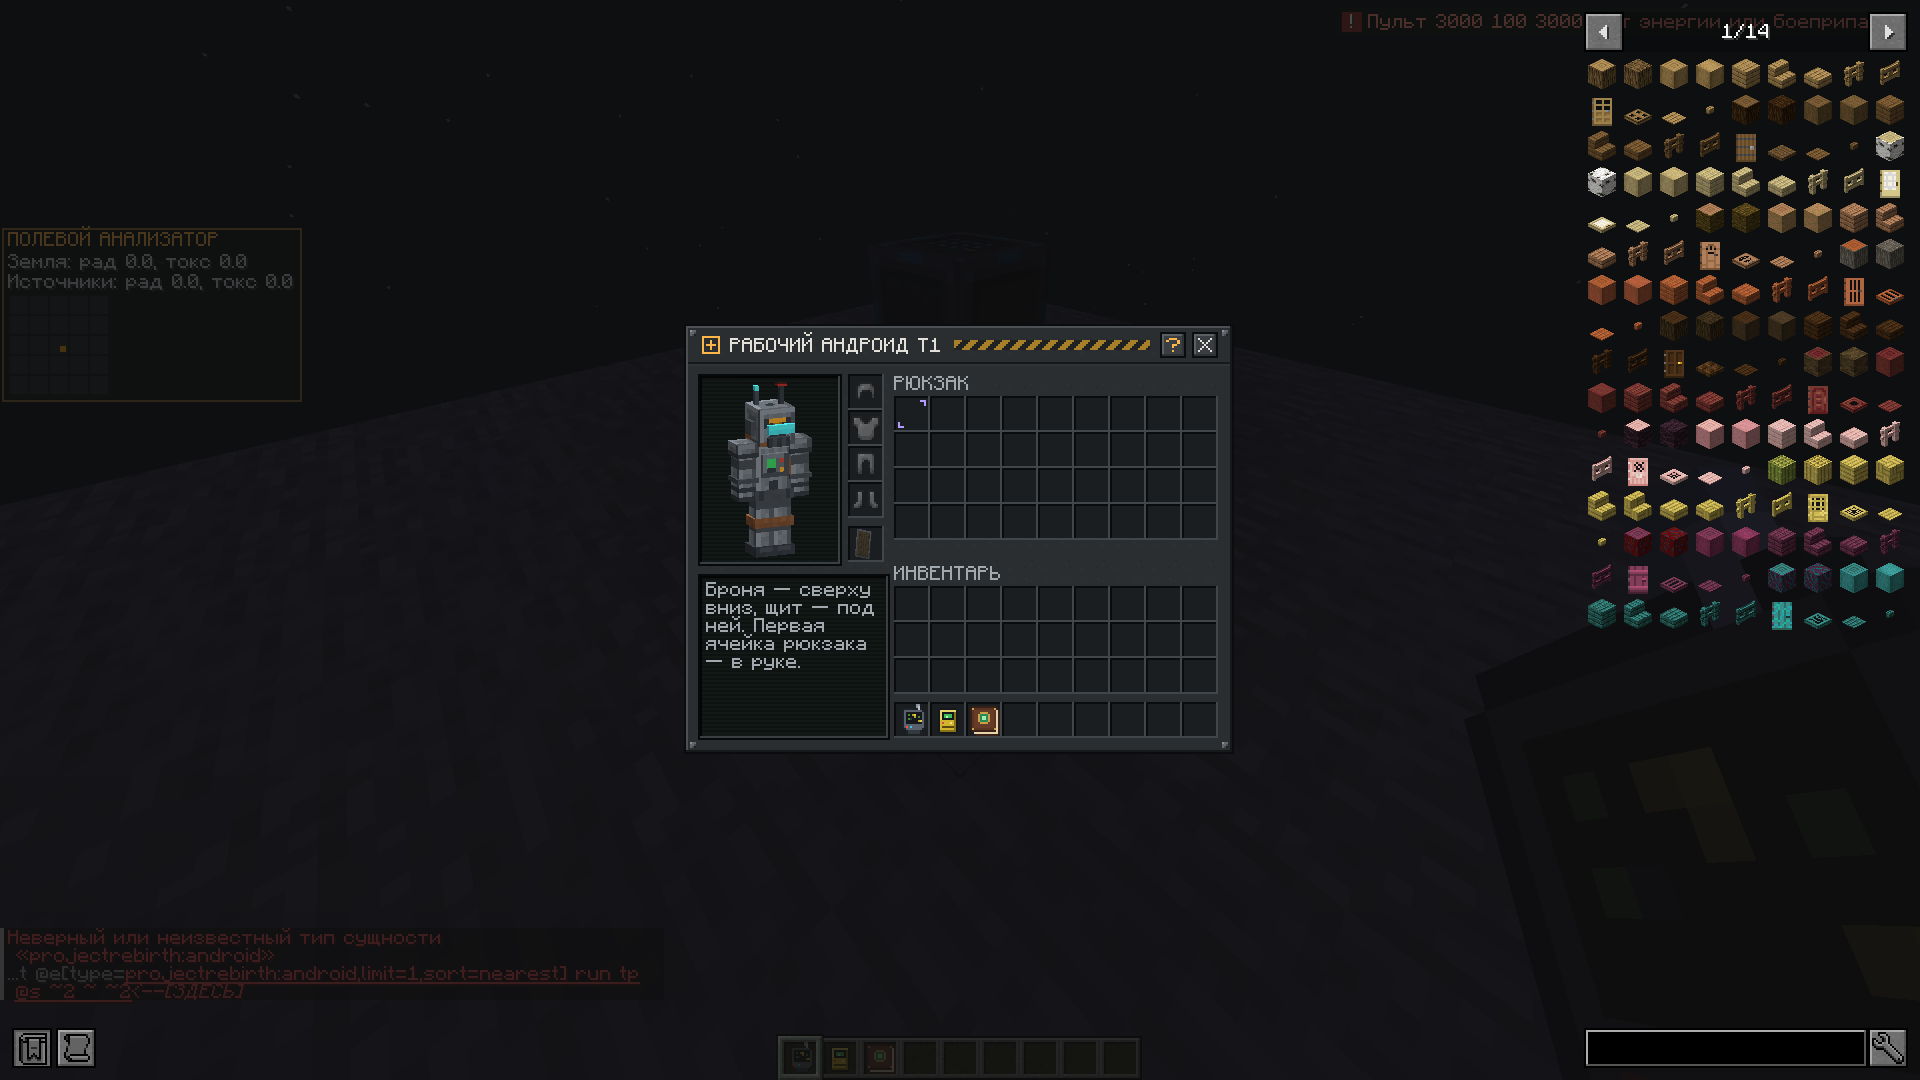 ! Пульт 3000 100 3000 т энергии или боеприпа
1/14
ПОЛЕВОЙ АНАЛИЗАТОР
Земля: рад 0.0, токс 0.0
Источники: рад 0.0, токс 0.0
РАБОЧИЙ АНДРОИД Т1
?
РЮКЗАК
ИНВЕНТАРЬ
Броня — сверху
вниз, щит — под
ней. Первая
ячейка рюкзака
— в руке.
Неверный или неизвестный тип сущности
«projectrebirth:android»
...t @e[type=projectrebirth:android,limit=1,sort=nearest] run tp
@s ~2 ~ ~2<--[ЗДЕСЬ]